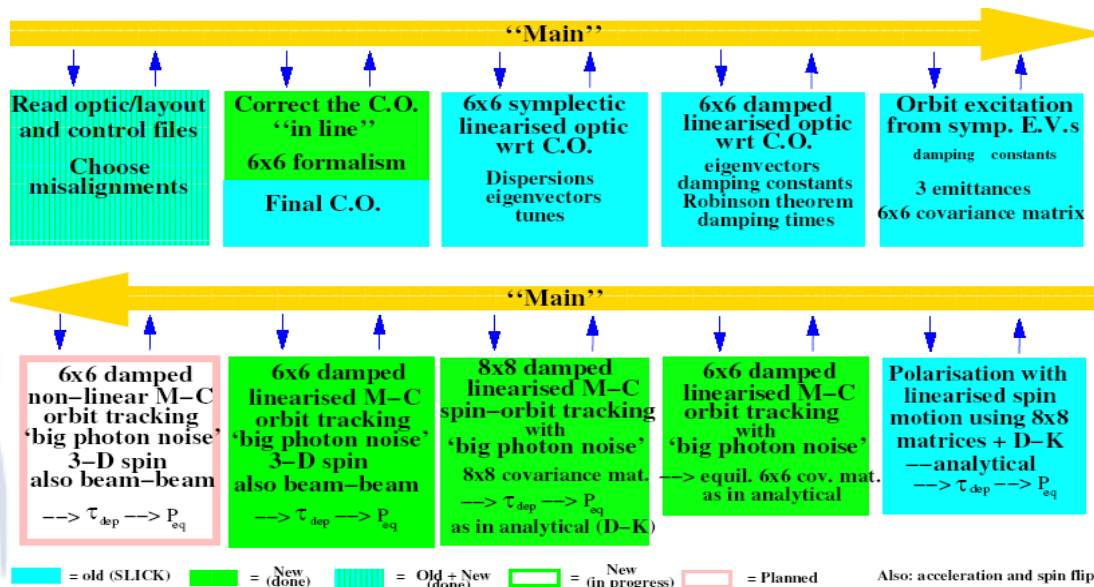 “Main”
Read optic/layout
and control files
Choose
misalignments
Correct the C.O.
“in line”
6x6 formalism
Final C.O.
6x6 symplectic
linearised optic
wrt C.O.
Dispersions
eigenvectors
tunes
6x6 damped
linearised optic
wrt C.O.
eigenvectors
damping constants
Robinson theorem
damping times
Orbit excitation
from symp. E.V.s
damping constants
3 emittances
6x6 covariance matrix
“Main”
6x6 damped
non–linear M–C
orbit tracking
‘big photon noise’
3–D spin
also beam–beam
––> τdep ––> Peq
6x6 damped
linearised M–C
orbit tracking
‘big photon noise’
3–D spin
also beam–beam
––> τdep ––> Peq
8x8 damped
linearised M–C
spin–orbit tracking
with
‘big photon noise’
8x8 covariance mat.
––> τdep ––> Peq
as in analytical (D–K)
6x6 damped
linearised M–C
orbit tracking
with
‘big photon noise’
––> equil. 6x6 cov. mat.
as in analytical
Polarisation with
linearised spin
motion using 8x8
matrices + D–K
––analytical
––> τdep ––> Peq
= old (SLICK)
= New
(done)
= Old + New
(done)
= New
(in progress)
= Planned
Also: acceleration and spin flip